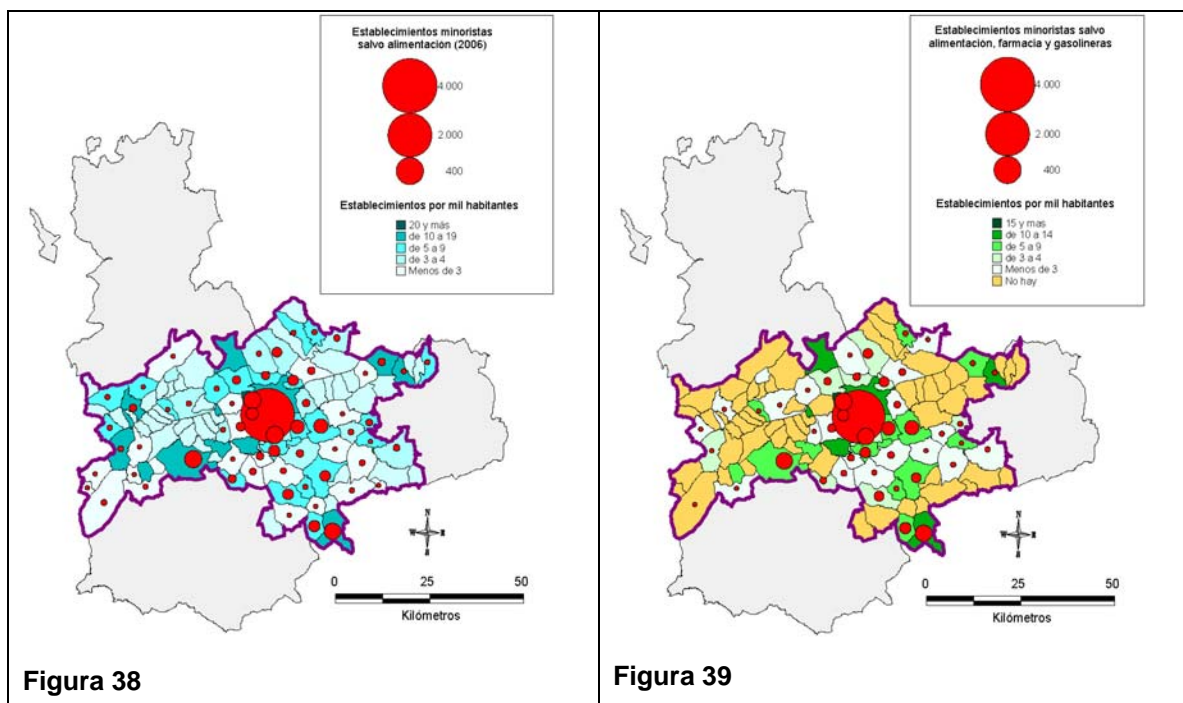 Establecimientos minoristas
salvo alimentación (2006)
4.000
2.000
400
Establecimientos por mil habitantes
20 y más
de 10 a 19
de 5 a 9
de 3 a 4
Menos de 3
N
W
E
S
0
25
50
Kilómetros
Figura 38
Establecimientos minoristas salvo
alimentación, farmacia y gasolineras
4.000
2.000
400
Establecimientos por mil habitantes
15 y mas
de 10 a 14
de 5 a 9
de 3 a 4
Menos de 3
No hay
N
W
E
S
0
25
50
Kilómetros
Figura 39